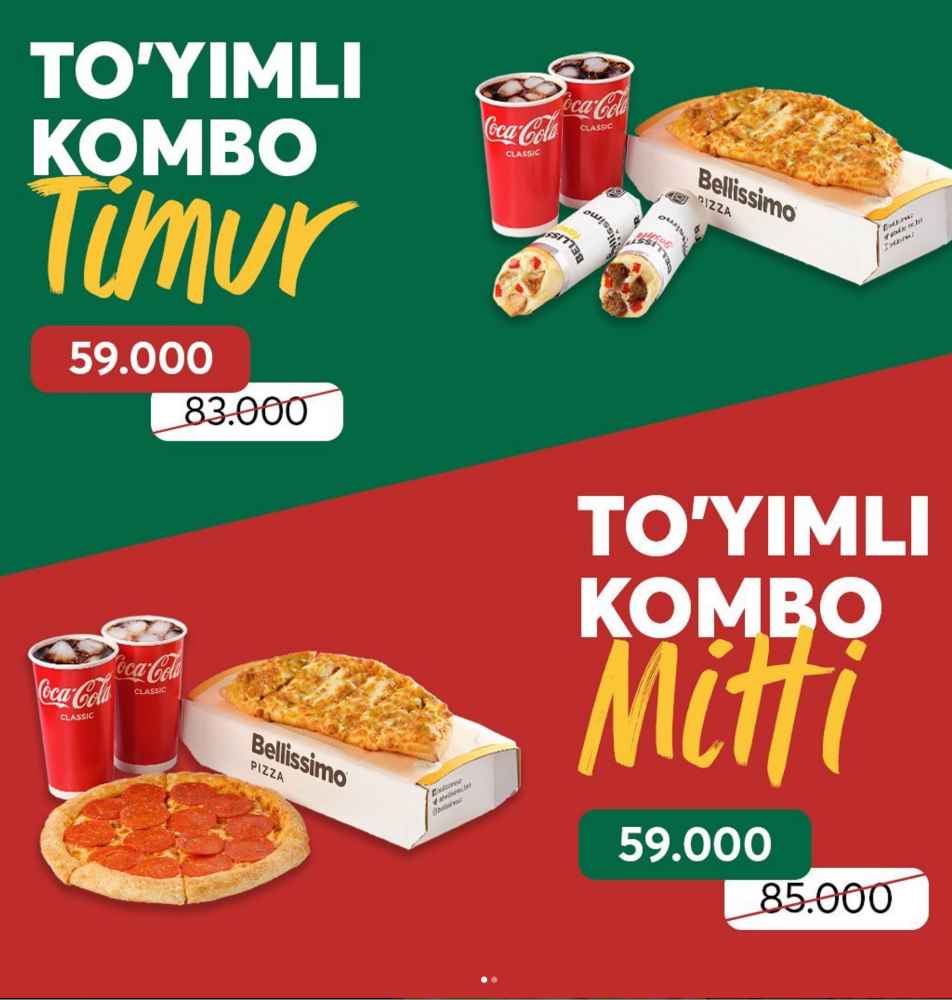 TO'YIMLI
KOMBO
Timur
59.000
83.000
Coca-Cola
CLASSIC
Coca-Cola
CLASSIC
Bellissimo
PIZZA
TO'YIMLI
KOMBO
Mitti
59.000
85.000
Coca-Cola
CLASSIC
Coca-Cola
CLASSIC
Bellissimo
PIZZA